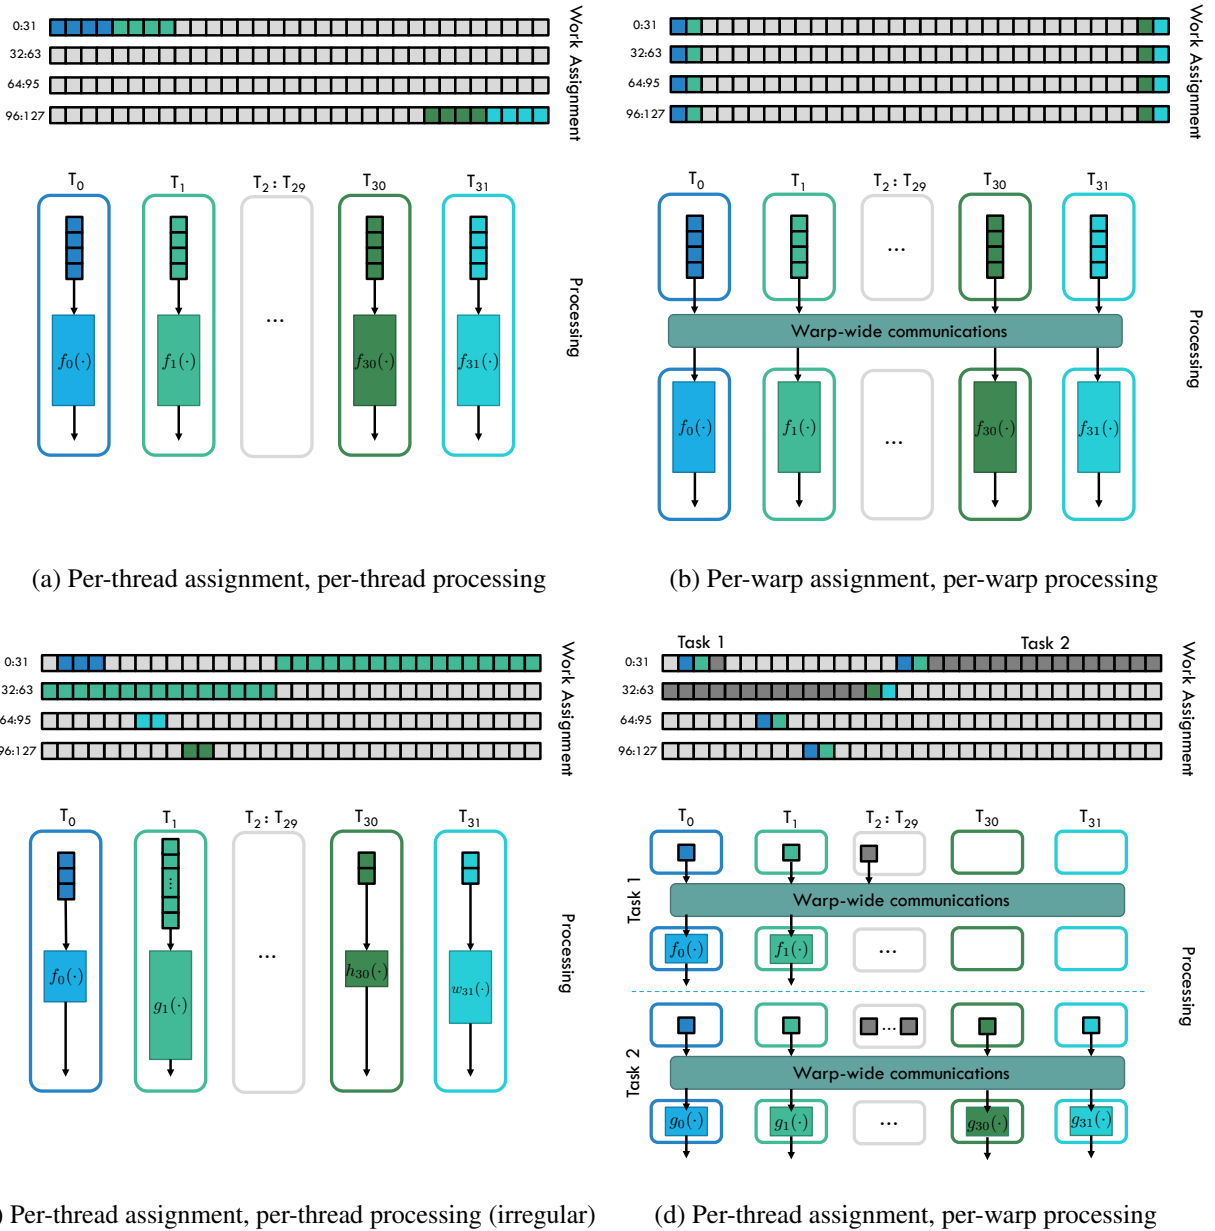 0:31
32:63
64:95
96:127
Work Assignment
T0
T1
T2 : T29
T30
T31
...
f0(·)
f1(·)
f30(·)
f31(·)
Processing
(a) Per-thread assignment, per-thread processing
0:31
32:63
64:95
96:127
Work Assignment
T0
T1
T2 : T29
T30
T31
...
Warp-wide communications
f0(·)
f1(·)
...
f30(·)
f31(·)
Processing
(b) Per-warp assignment, per-warp processing
0:31
32:63
64:95
96:127
Work Assignment
T0
T1
T2 : T29
T30
T31
...
...
f0(·)
g1(·)
h30(·)
w31(·)
Processing
) Per-thread assignment, per-thread processing (irregular)
Task 1
Task 2
0:31
32:63
64:95
96:127
Work Assignment
T0
T1
T2 : T29
T30
T31
Task 1
Warp-wide communications
f0(·)
f1(·)
...
Processing
Task 2
...
Warp-wide communications
g0(·)
g1(·)
...
g30(·)
g31(·)
(d) Per-thread assignment, per-warp processing